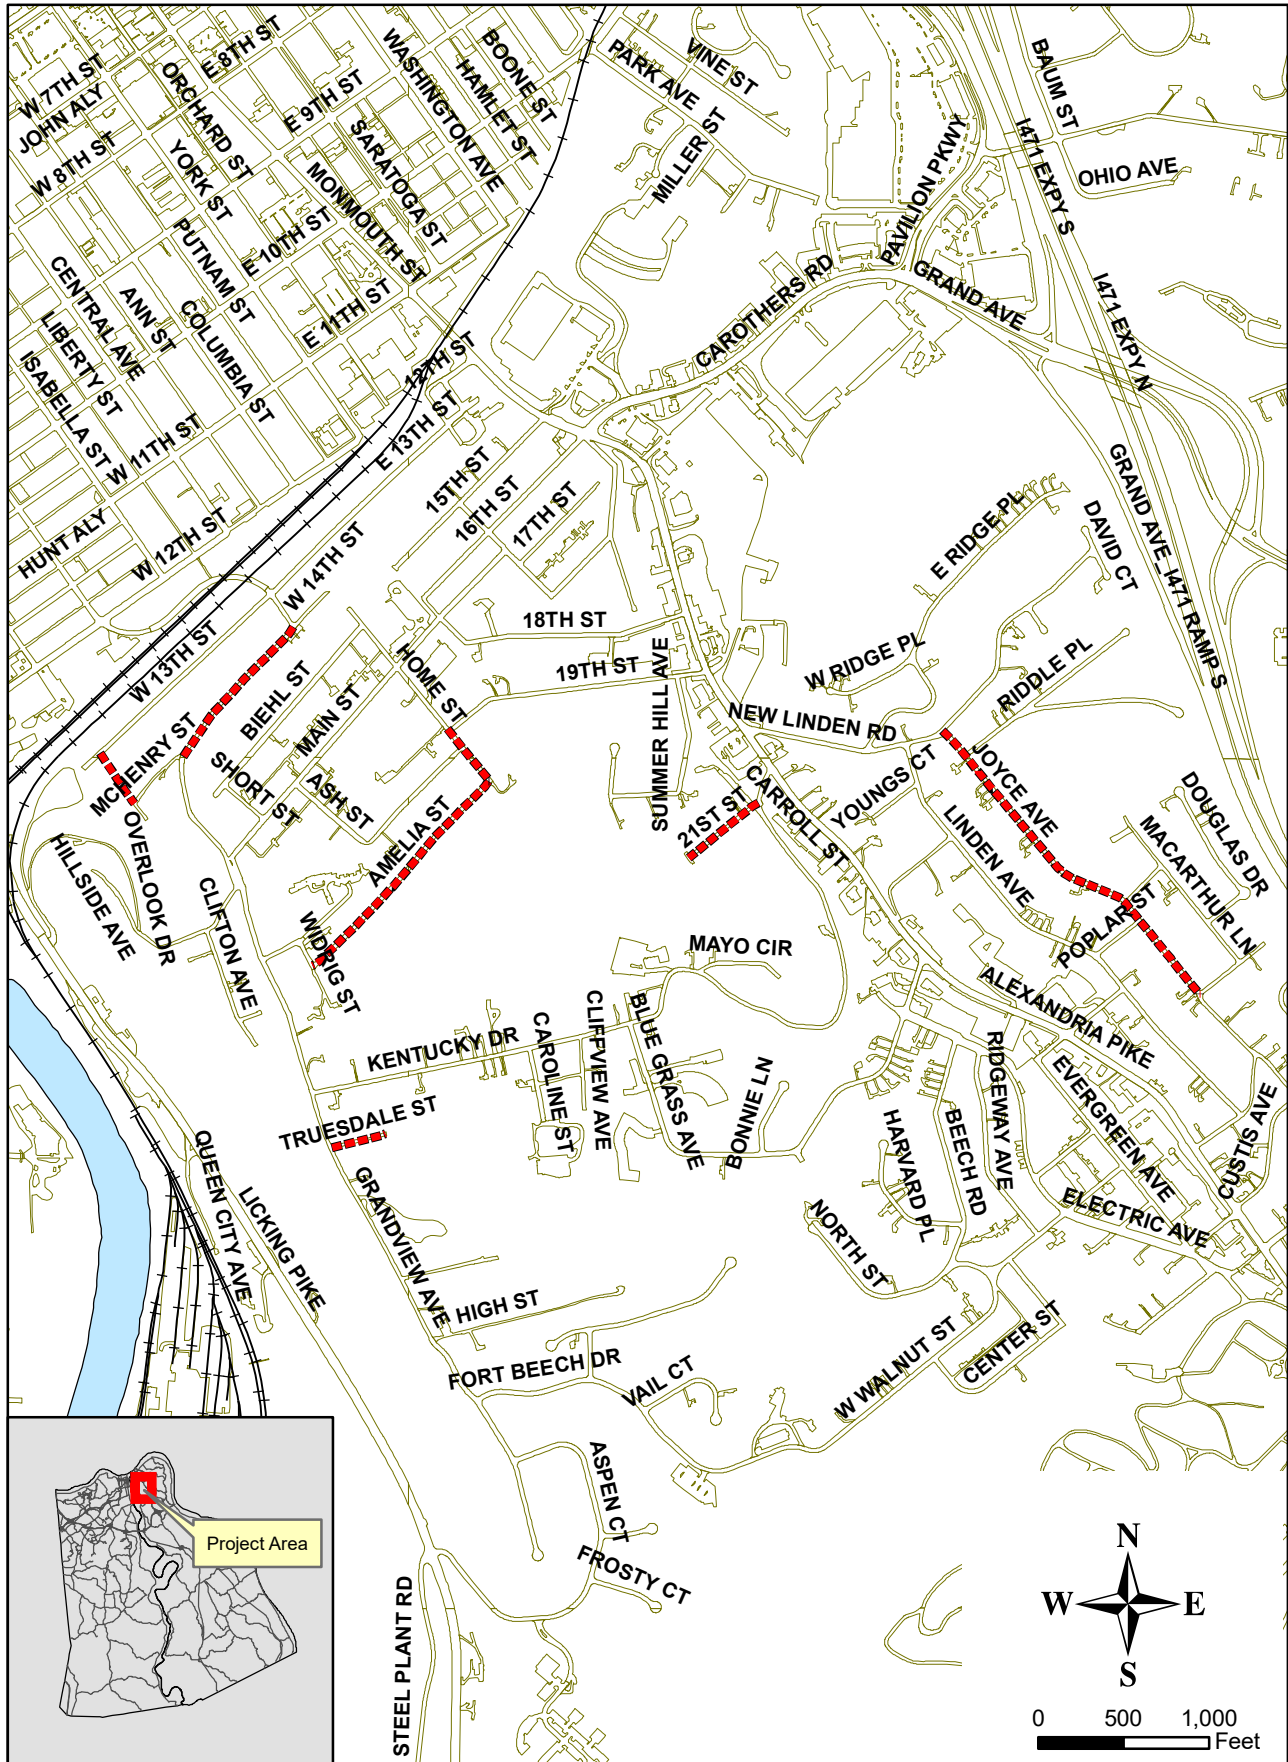 W 7TH ST
JOHN ALY
W 8TH ST
E 8TH ST
ORCHARD ST
YORK ST
E 9TH ST
WASHINGTON AVE
HAMLET ST
BOONE ST
SARATOGA ST
MONMOUTH ST
PUTNAM ST
E 10TH ST
E 11TH ST
COLUMBIA ST
ANN ST
CENTRAL AVE
LIBERTY ST
ISABELLA ST
W 11TH ST
W 12TH ST
HUNT ALY
12TH ST
E 13TH ST
PARK AVE
VINE ST
MILLER ST
PAVILION PKWY
BAUM ST
OHIO AVE
I471 EXPY S
I471 EXPY N
GRAND AVE
CAROTHERS RD
GRAND AVE_I471 RAMP S
15TH ST
16TH ST
17TH ST
W 14TH ST
W 13TH ST
18TH ST
19TH ST
HOME ST
BIEHL ST
MAIN ST
SHORT ST
ASH ST
AMELIA ST
MCHENRY ST
OVERLOOK DR
HILLSIDE AVE
CLIFTON AVE
WIDRIG ST
SUMMER HILL AVE
21ST ST
E RIDGE PL
DAVID CT
W RIDGE PL
RIDDLE PL
NEW LINDEN RD
YOUNGS CT
CARROLL ST
JOYCE AVE
LINDEN AVE
POPLAR ST
DOUGLAS DR
MACARTHUR LN
MAYO CIR
ALEXANDRIA PIKE
KENTUCKY DR
CAROLINE ST
CLIFFVIEW AVE
BLUE GRASS AVE
BONNIE LN
TRUESDALE ST
RIDGEWAY AVE
EVERGREEN AVE
CUSTIS AVE
HARVARD PL
BEECH RD
ELECTRIC AVE
NORTH ST
QUEEN CITY AVE
LICKING PIKE
GRANDVIEW AVE
HIGH ST
FORT BEECH DR
VAIL CT
W WALNUT ST
CENTER ST
ASPEN CT
FROSTY CT
STEEL PLANT RD
Project Area
N
W
E
S
0 500 1,000
Feet